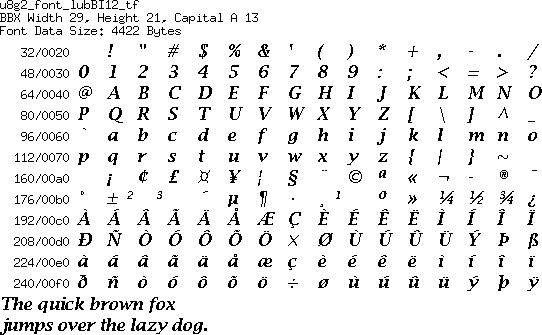 u8g2_font_lubBI12_tf
BBX Width 29, Height 21, Capital A 13
Font Data Size: 4422 Bytes
32/0020 ! " # $ % & ' ( ) * + , - . /
48/0030 0 1 2 3 4 5 6 7 8 9 : ; < = > ?
64/0040 @ A B C D E F G H I J K L M N O
80/0050 P Q R S T U V W X Y Z [ \ ] ^ _
96/0060 ` a b c d e f g h i j k l m n o
112/0070 p q r s t u v w x y z { | } ~
160/00a0 ¡ ¢ £ ¤ ¥ ¦ § ¨ © ª « ¬ - ® ¯
176/00b0 ° ± ² ³ ´ µ ¶ · ¸ ¹ º » ¼ ½ ¾ ¿
192/00c0 À Á Â Ã Ä Å Æ Ç È É Ê Ë Ì Í Î Ï
208/00d0 Ð Ñ Ò Ó Ô Õ Ö × Ø Ù Ú Û Ü Ý Þ ß
224/00e0 à á â ã ä å æ ç è é ê ë ì í î ï
240/00f0 ð ñ ò ó ô õ ö ÷ ø ù ú û ü ý þ ÿ
The quick brown fox
jumps over the lazy dog.